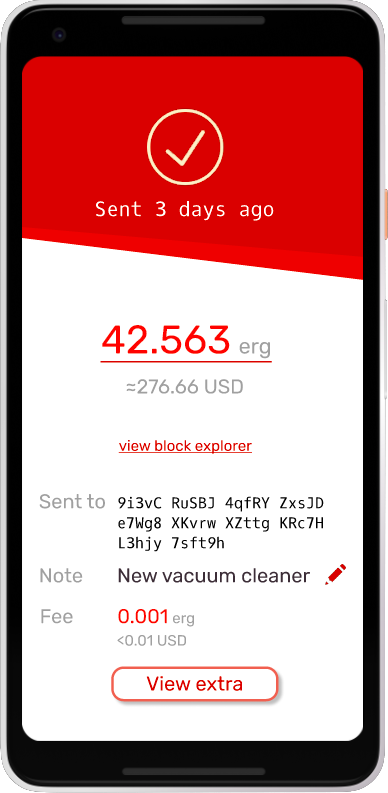 Sent 3 days ago
42.563 erg
≈276.66 USD
view block explorer
Sent to 9i3vC RuSBJ 4qfRY ZxsJD
e7Wg8 XKvrw XZttg KRc7H
L3hjy 7sft9h
Note New vacuum cleaner
Fee 0.001 erg
<0.01 USD
View extra